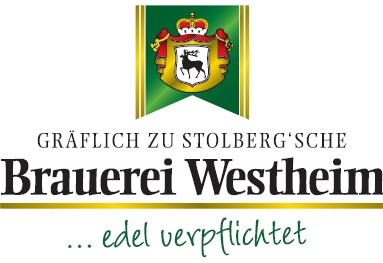 GRÄFLICH ZU STOLBERG‘SCHE
Brauerei Westheim
... edel verpflichtet